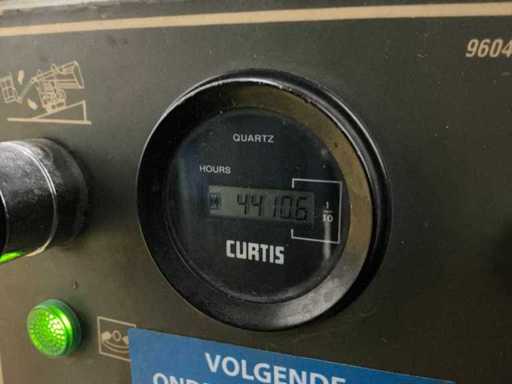 9604
QUARTZ
HOURS
44106
1/10
CURTIS
VOLGENDE